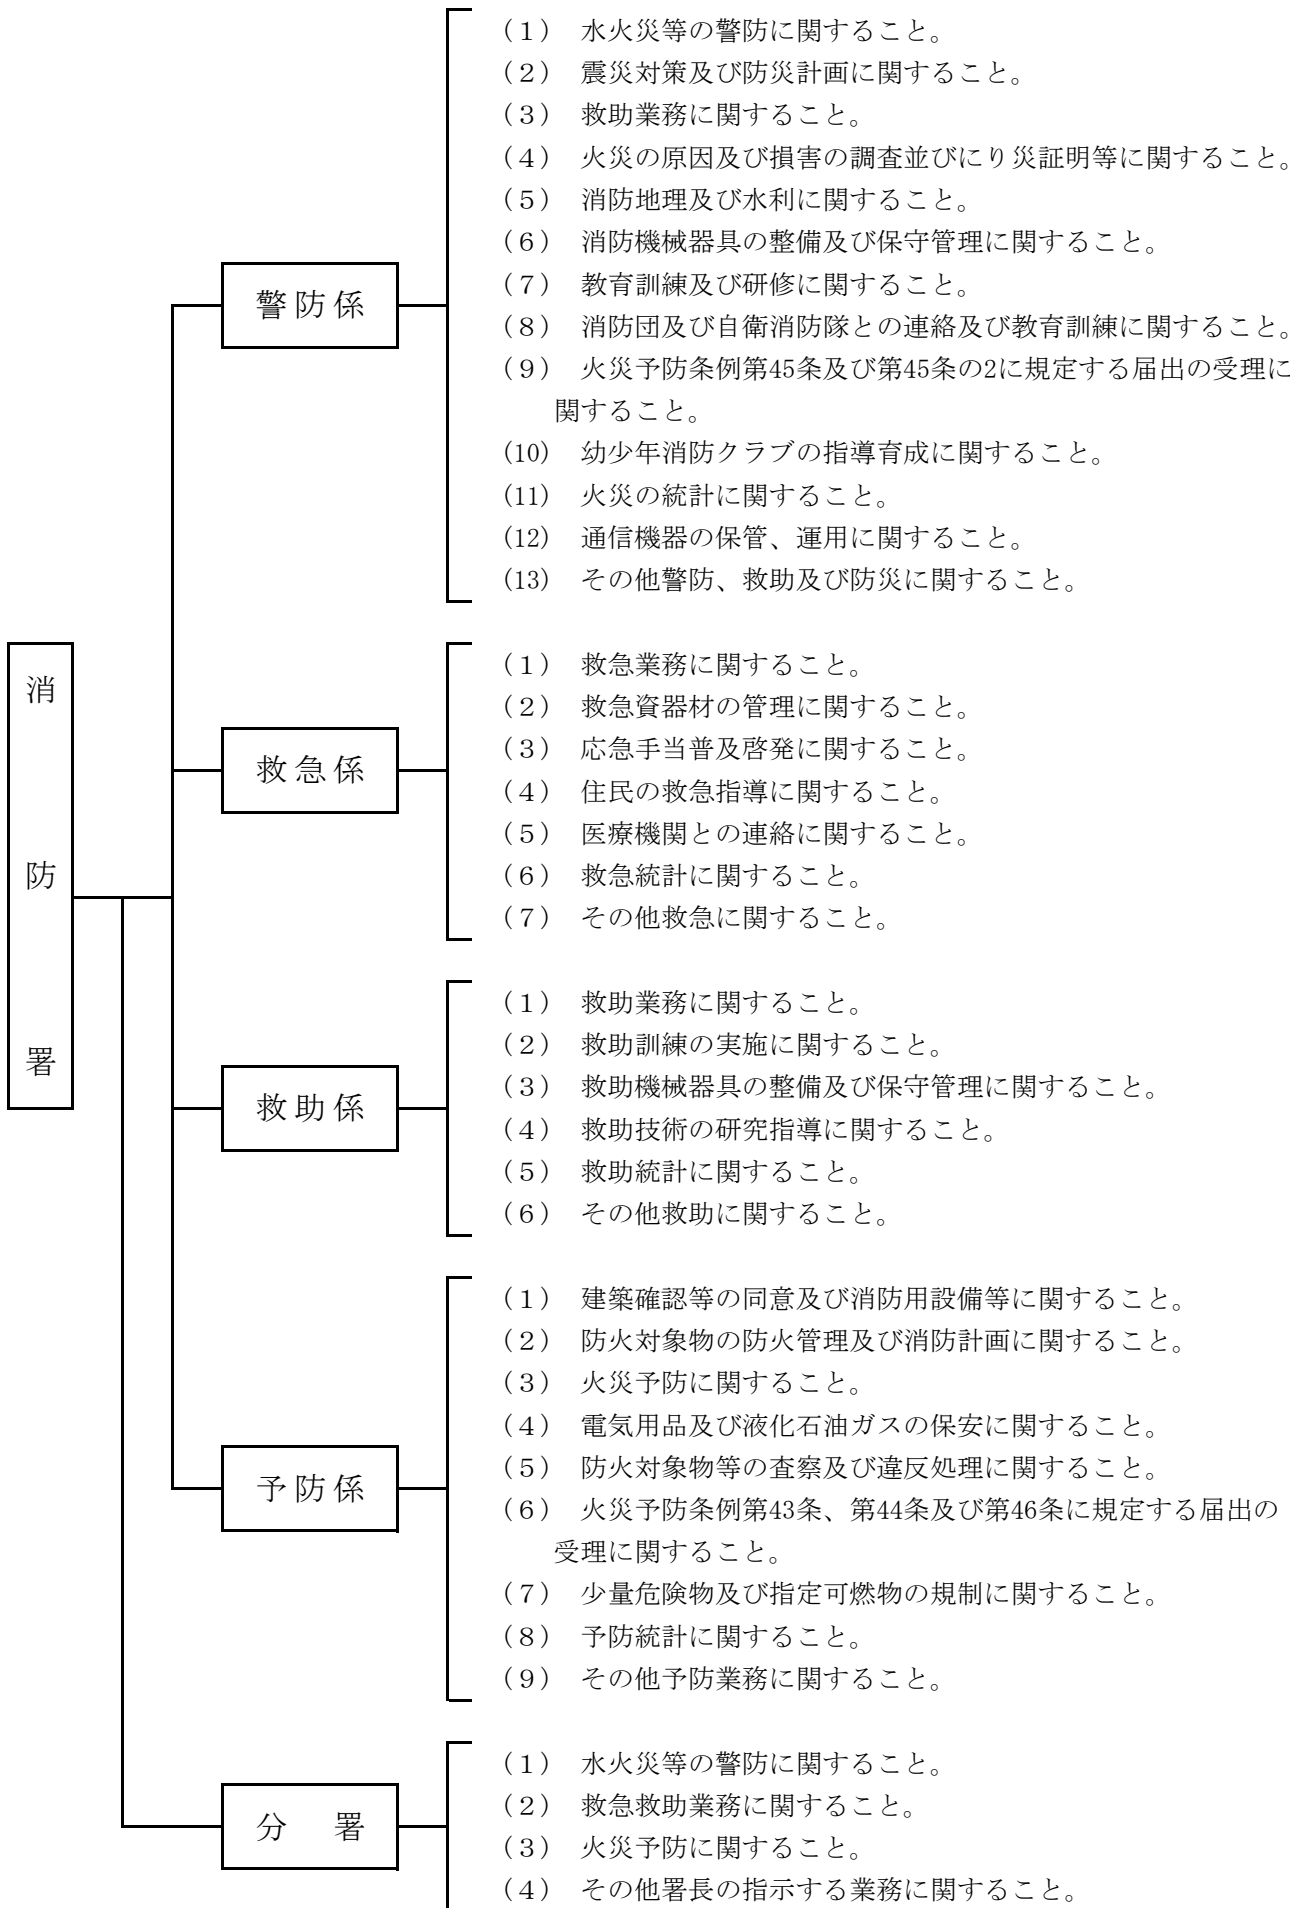 消防署
警防係
（１）　水火災等の警防に関すること。
（２）　震災対策及び防災計画に関すること。
（３）　救助業務に関すること。
（４）　火災の原因及び損害の調査並びにり災証明等に関すること。
（５）　消防地理及び水利に関すること。
（６）　消防機械器具の整備及び保守管理に関すること。
（７）　教育訓練及び研修に関すること。
（８）　消防団及び自衛消防隊との連絡及び教育訓練に関すること。
（９）　火災予防条例第45条及び第45条の2に規定する届出の受理に
関すること。
(10)　幼少年消防クラブの指導育成に関すること。
(11)　火災の統計に関すること。
(12)　通信機器の保管、運用に関すること。
(13)　その他警防、救助及び防災に関すること。
救急係
（１）　救急業務に関すること。
（２）　救急資器材の管理に関すること。
（３）　応急手当普及啓発に関すること。
（４）　住民の救急指導に関すること。
（５）　医療機関との連絡に関すること。
（６）　救急統計に関すること。
（７）　その他救急に関すること。
救助係
（１）　救助業務に関すること。
（２）　救助訓練の実施に関すること。
（３）　救助機械器具の整備及び保守管理に関すること。
（４）　救助技術の研究指導に関すること。
（５）　救助統計に関すること。
（６）　その他救助に関すること。
予防係
（１）　建築確認等の同意及び消防用設備等に関すること。
（２）　防火対象物の防火管理及び消防計画に関すること。
（３）　火災予防に関すること。
（４）　電気用品及び液化石油ガスの保安に関すること。
（５）　防火対象物等の査察及び違反処理に関すること。
（６）　火災予防条例第43条、第44条及び第46条に規定する届出の
受理に関すること。
（７）　少量危険物及び指定可燃物の規制に関すること。
（８）　予防統計に関すること。
（９）　その他予防業務に関すること。
分　署
（１）　水火災等の警防に関すること。
（２）　救急救助業務に関すること。
（３）　火災予防に関すること。
（４）　その他署長の指示する業務に関すること。